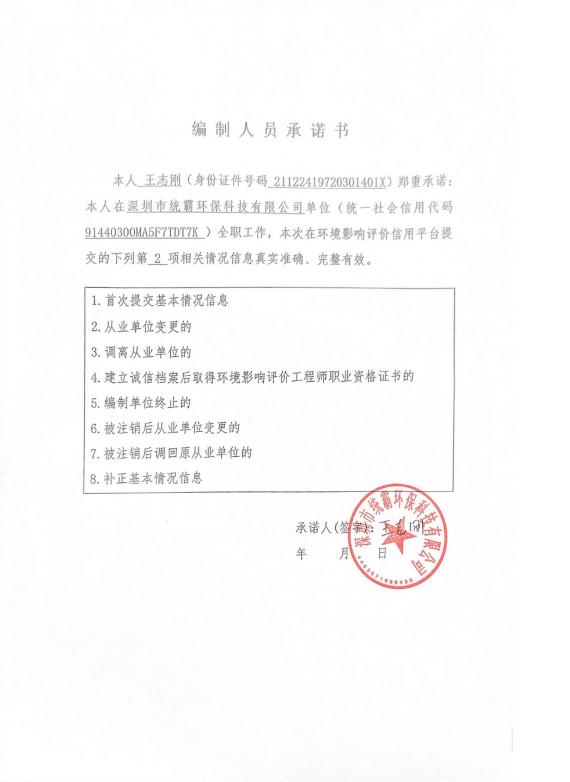 编制人员承诺书
本人 王志刚（身份证件号码 21122419720301401X）郑重承诺：
本人在深圳市统霸环保科技有限公司单位（统一社会信用代码
91440300MA5F7TDT7K）全职工作，本次在环境影响评价信用平台提
交的下列第 2 项相关情况信息真实准确、完整有效。
1.首次提交基本情况信息
2.从业单位变更的
3.调离从业单位的
4.建立诚信档案后取得环境影响评价工程师职业资格证书的
5.编制单位终止的
6.被注销后从业单位变更的
7.被注销后调回原从业单位的
8.补正基本情况信息
承诺人(签字)：王志刚
年 月 日
深圳市统霸环保科技有限公司